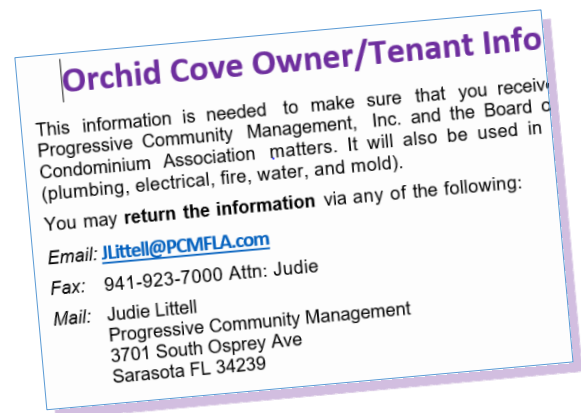 Orchid Cove Owner/Tenant Info
This information is needed to make sure that you receiv
Progressive Community Management, Inc. and the Board
Condominium Association matters. It will also be used in
(plumbing, electrical, fire, water, and mold).
You may return the information via any of the following:
Email: JLittell@PCMFLA.com
Fax: 941-923-7000 Attn: Judie
Mail: Judie Littell
Progressive Community Management
3701 South Osprey Ave
Sarasota FL 34239